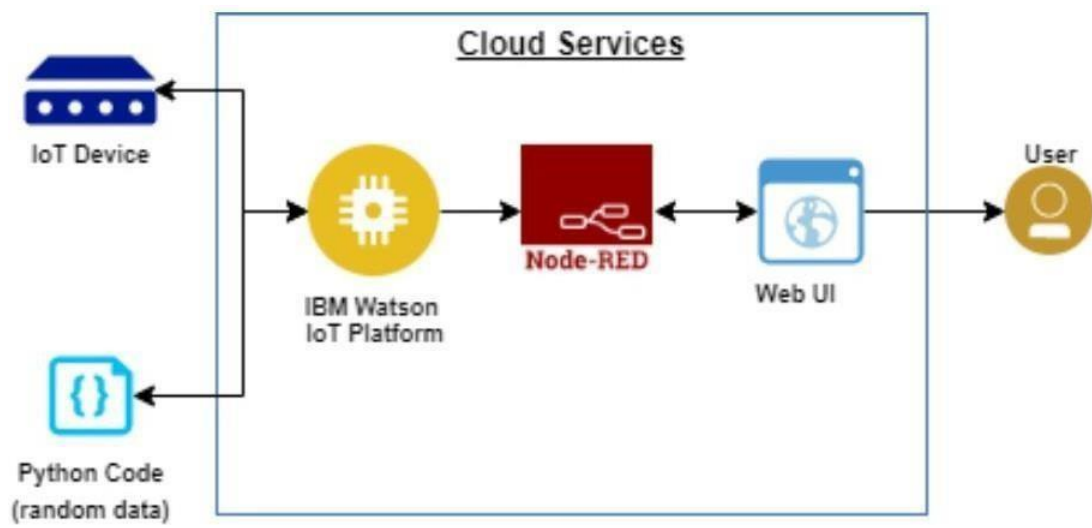 Cloud Services
IoT Device
User
Node-RED
Web UI
IBM Watson
IoT Platform
Python Code
(random data)